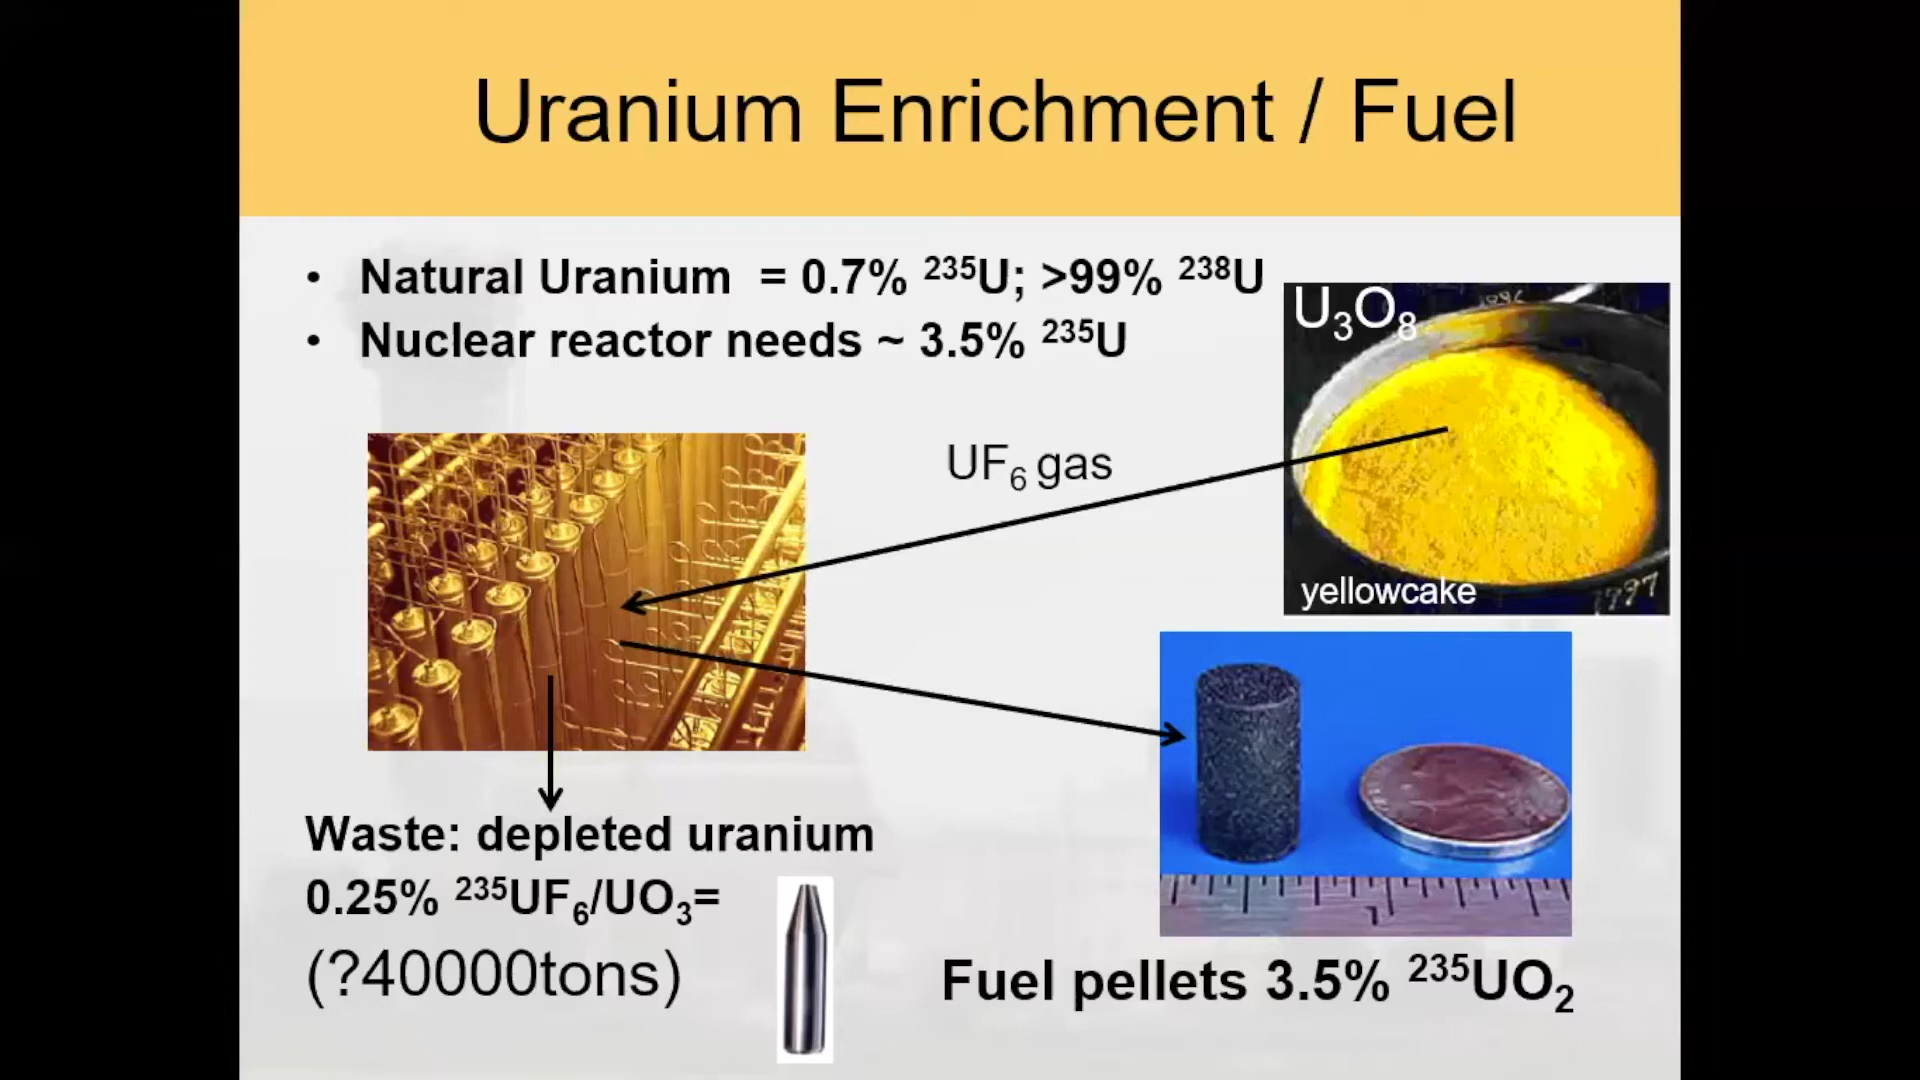 Uranium Enrichment / Fuel
• Natural Uranium = 0.7% ²³⁵U; >99% ²³⁸U
• Nuclear reactor needs ~ 3.5% ²³⁵U
U₃O₈
UF₆ gas
yellowcake
1997
Waste: depleted uranium
0.25% ²³⁵UF₆/UO₃=
(?40000tons)
Fuel pellets 3.5% ²³⁵UO₂